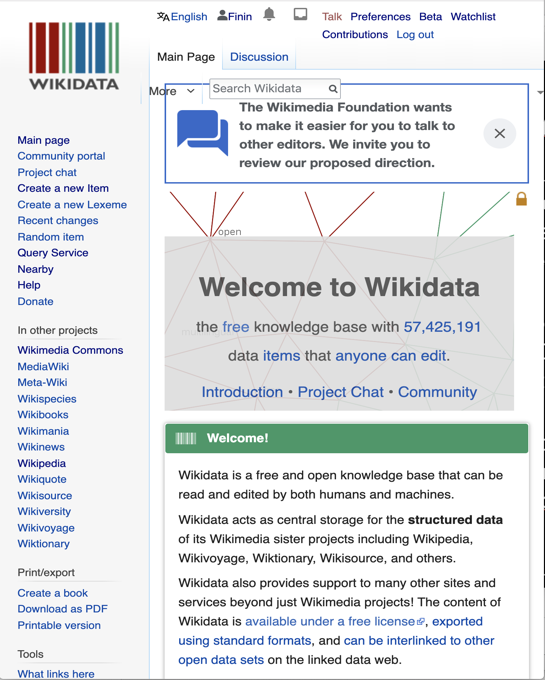 WIKIDATA
English Finin Talk Preferences Beta Watchlist
Contributions Log out
Main Page Discussion
More Search Wikidata
The Wikimedia Foundation wants
to make it easier for you to talk to
other editors. We invite you to
review our proposed direction.
open
Welcome to Wikidata
the free knowledge base with 57,425,191
data items that anyone can edit.
Introduction • Project Chat • Community
Welcome!
Wikidata is a free and open knowledge base that can be
read and edited by both humans and machines.
Wikidata acts as central storage for the structured data
of its Wikimedia sister projects including Wikipedia,
Wikivoyage, Wiktionary, Wikisource, and others.
Wikidata also provides support to many other sites and
services beyond just Wikimedia projects! The content of
Wikidata is available under a free license, exported
using standard formats, and can be interlinked to other
open data sets on the linked data web.
Main page
Community portal
Project chat
Create a new Item
Create a new Lexeme
Recent changes
Random item
Query Service
Nearby
Help
Donate
In other projects
Wikimedia Commons
MediaWiki
Meta-Wiki
Wikispecies
Wikibooks
Wikimania
Wikinews
Wikipedia
Wikiquote
Wikisource
Wikiversity
Wikivoyage
Wiktionary
Print/export
Create a book
Download as PDF
Printable version
Tools
What links here